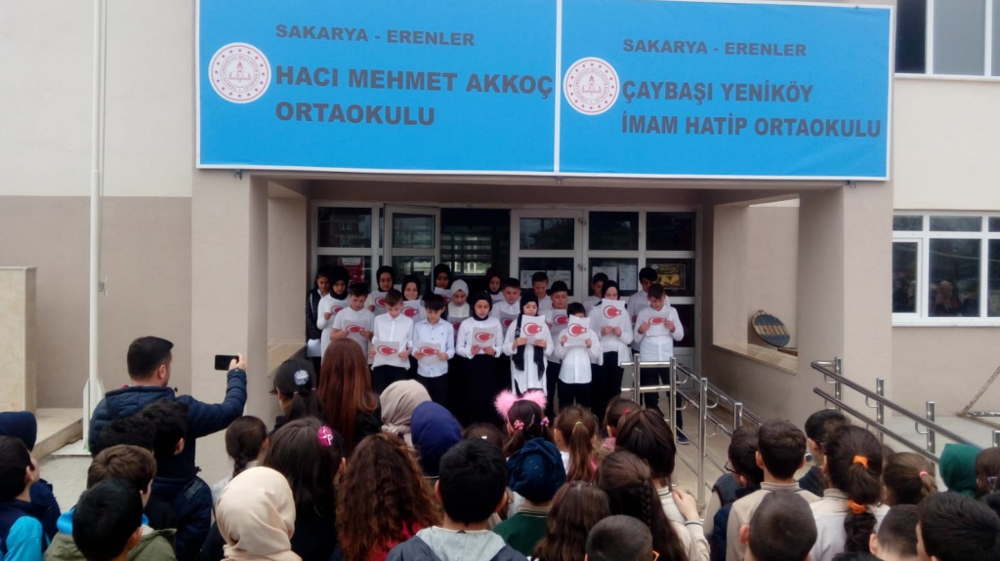 SAKARYA - ERENLER
HACI MEHMET AKKOÇ
ORTAOKULU
SAKARYA - ERENLER
ÇAYBAŞI YENİKÖY
İMAM HATİP ORTAOKULU